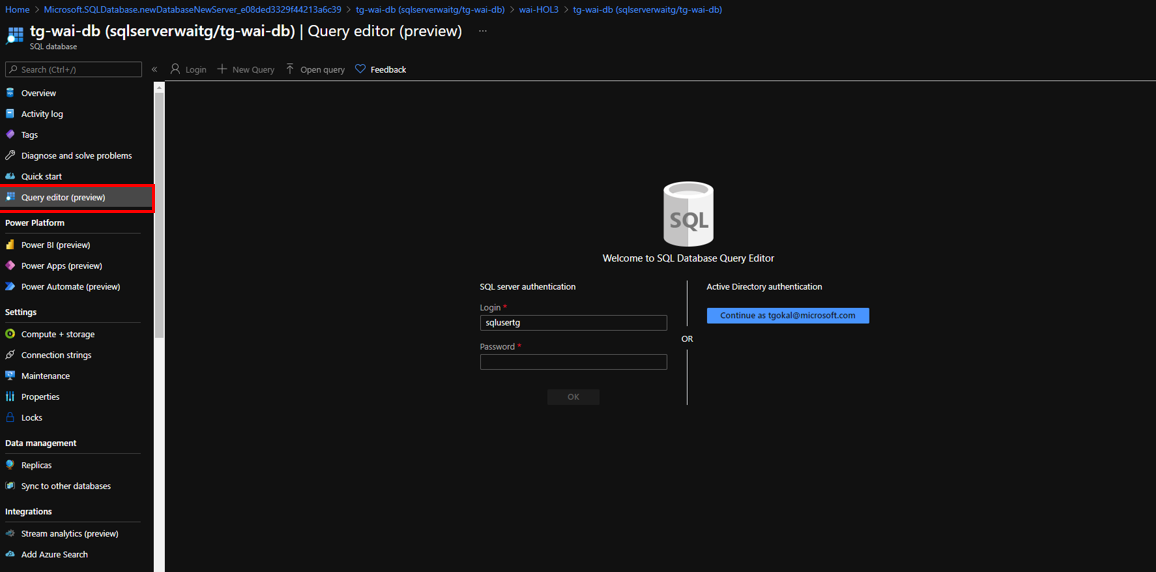 Home > Microsoft.SQLDatabase.newDatabaseNewServer_e08ded3329f44213a6c39 > tg-wai-db (sqlserverwaitg/tg-wai-db) > wai-HOL3 > tg-wai-db (sqlserverwaitg/tg-wai-db)
tg-wai-db (sqlserverwaitg/tg-wai-db) | Query editor (preview) ...
SQL database
Search (Ctrl+/)
«
Login
New Query
Open query
Feedback
Overview
Activity log
Tags
Diagnose and solve problems
Quick start
Query editor (preview)
Power Platform
Power BI (preview)
Power Apps (preview)
Power Automate (preview)
Settings
Compute + storage
Connection strings
Maintenance
Properties
Locks
Data management
Replicas
Sync to other databases
Integrations
Stream analytics (preview)
Add Azure Search
SQL
Welcome to SQL Database Query Editor
SQL server authentication
Login *
sqlusertg
Password *
OK
OR
Active Directory authentication
Continue as tgokal@microsoft.com